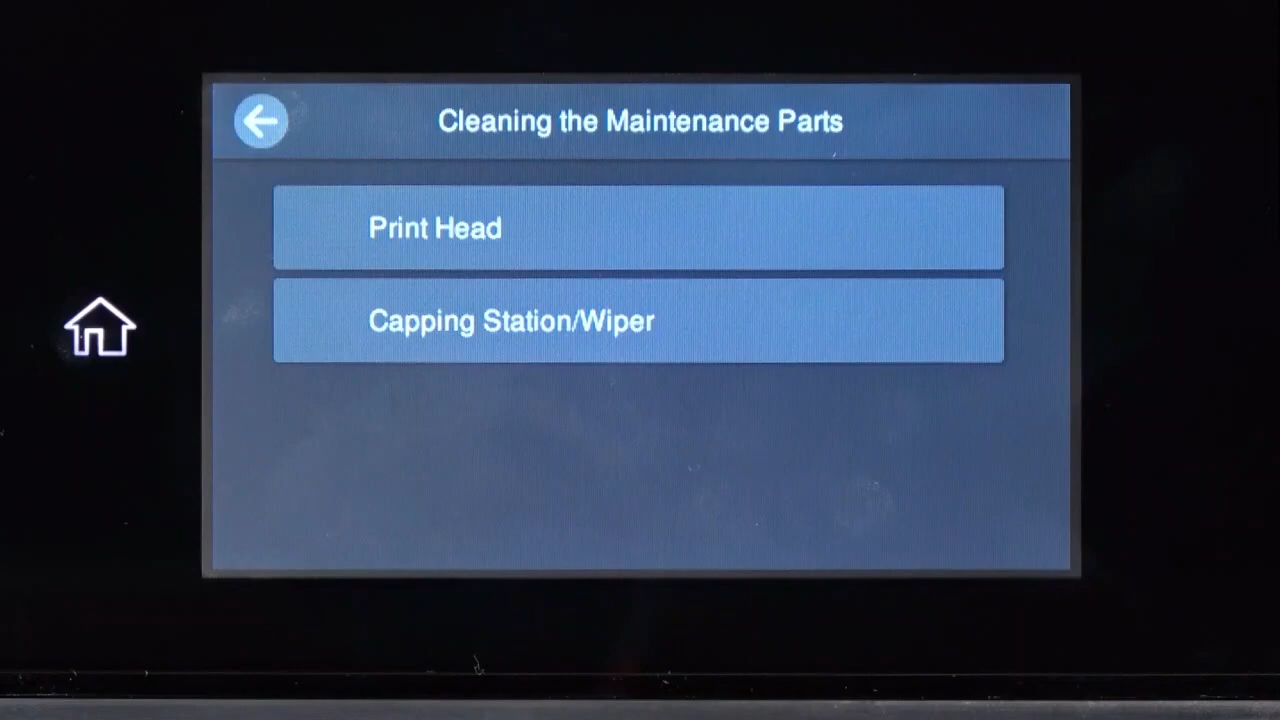 Cleaning the Maintenance Parts
Print Head
Capping Station/Wiper